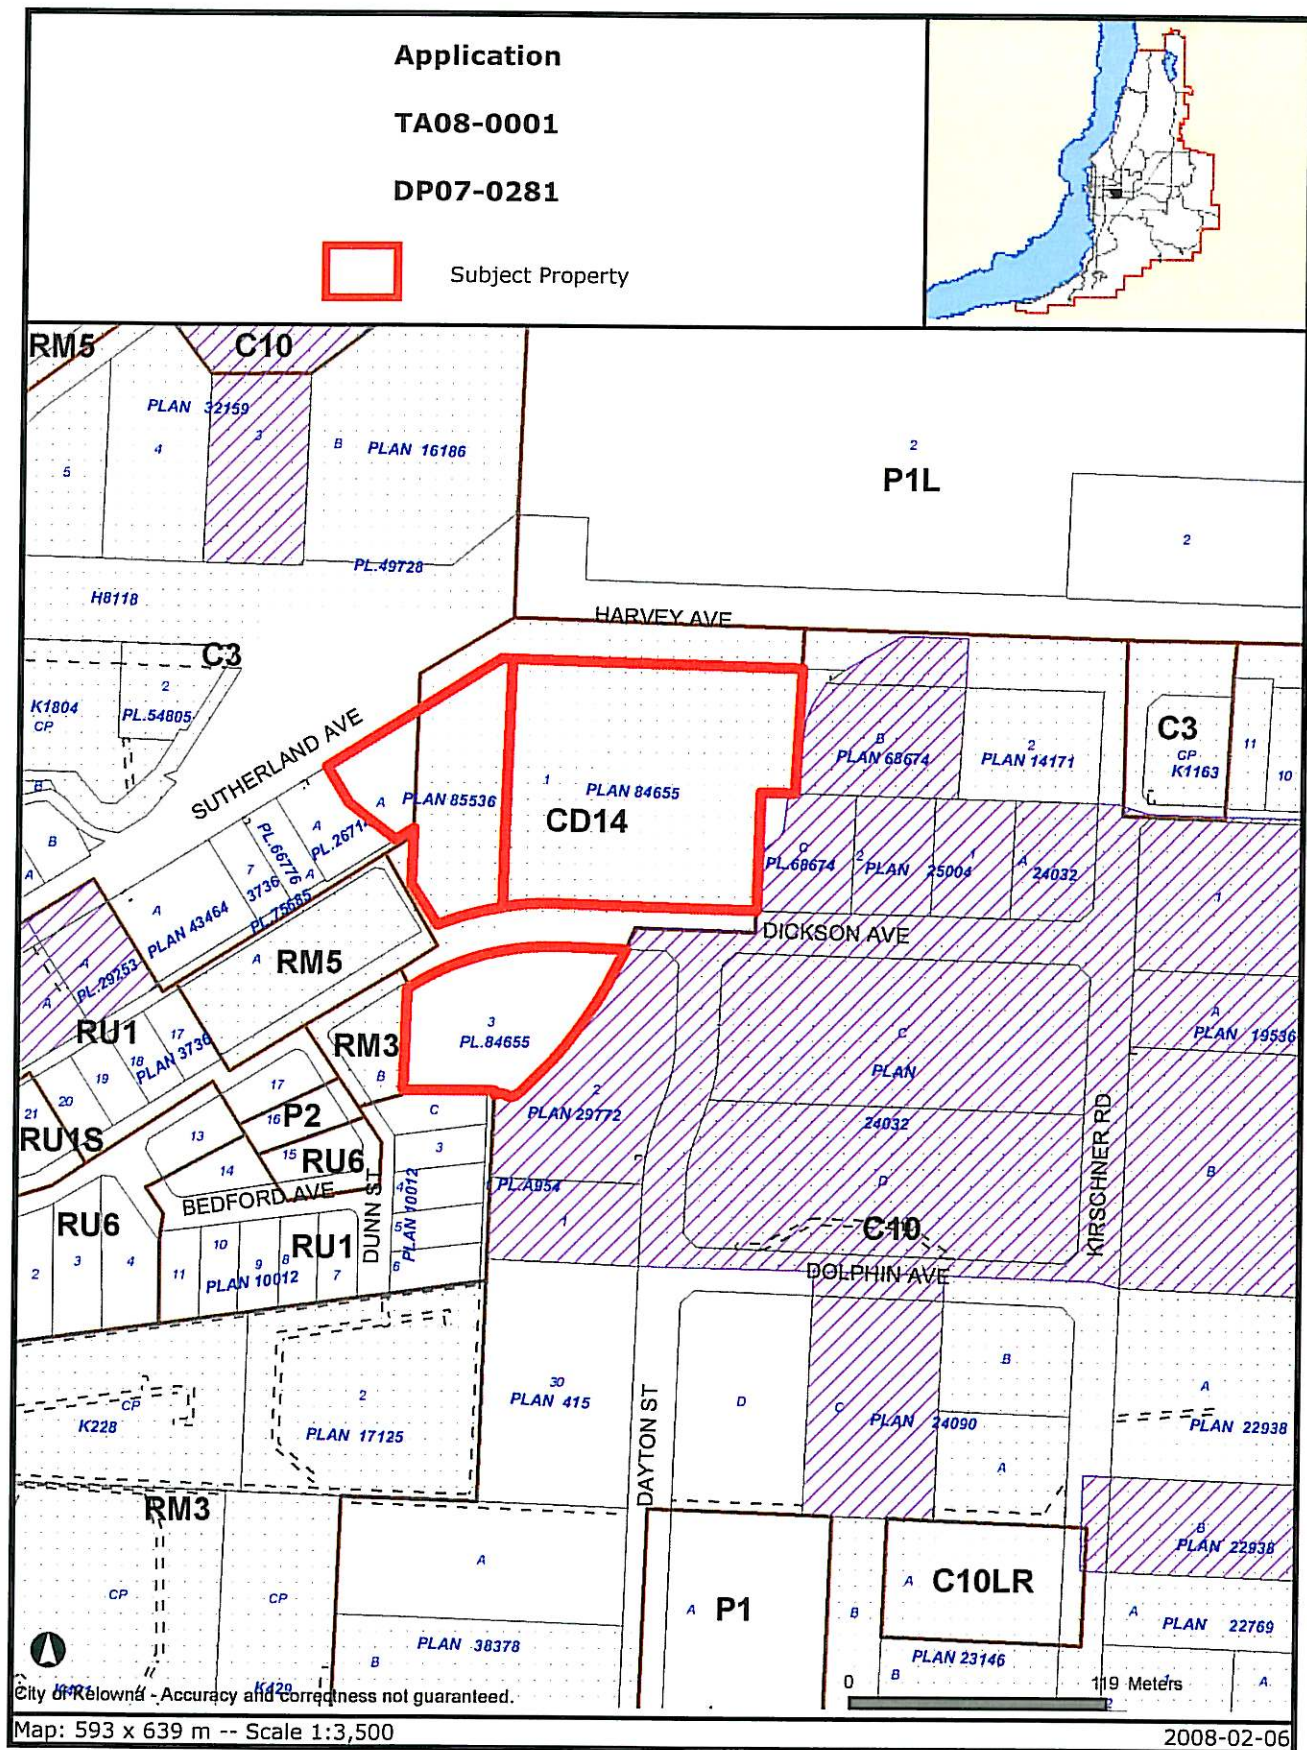 Application
TA08-0001
DP07-0281
Subject Property
RM5
C10
PLAN 32159
4
3
B
PLAN 16186
5
2
P1L
2
PL.49728
H8118
HARVEY AVE
C3
2
K1804
CP
PL.54805
SUTHERLAND AVE
B
B
A
A
PLAN 85536
1
PLAN 84655
CD14
B
PLAN 68674
2
PLAN 14171
C3
CP
K1163
11
10
A
7
PL.66776
3736
A
PL.75685
A
PLAN 43464
C
PL.68674
2
PLAN 25004
1
A
24032
1
DICKSON AVE
A
PL.29253
A
A
RM5
3
PL.84655
RU1
17
18
PLAN 3736
19
20
21
RU1S
RM3
B
C
PLAN
24032
D
A
PLAN 19536
2
PLAN 29772
KIRSCHNER RD
17
16
P2
15
RU6
13
14
C
3
4
5
6
PLAN 10012
BEDFORD AVE
DUNN ST
PL.A954
1
B
RU6
2
3
4
11
10
9
8
7
RU1
PLAN 10012
C10
DOLPHIN AVE
CP
K228
2
PLAN 17125
30
PLAN 415
DAYTON ST
D
C
PLAN 24090
B
A
A
PLAN 22938
RM3
CP
CP
A
PLAN 38378
B
A
P1
B
A
C10LR
B
PLAN 22938
A
PLAN 22769
PLAN 23146
B
A
2
K429
City of Kelowna - Accuracy and correctness not guaranteed.
0
119 Meters
Map: 593 x 639 m -- Scale 1:3,500
2008-02-06